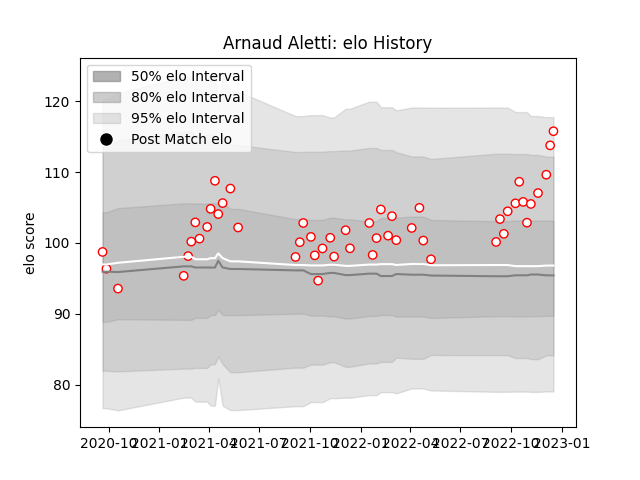 Arnaud Aletti: elo History
50% elo Interval
80% elo Interval
95% elo Interval
Post Match elo
elo score
120
110
100
90
80
2020-10 2021-01 2021-04 2021-07 2021-10 2022-01 2022-04 2022-07 2022-10 2023-01